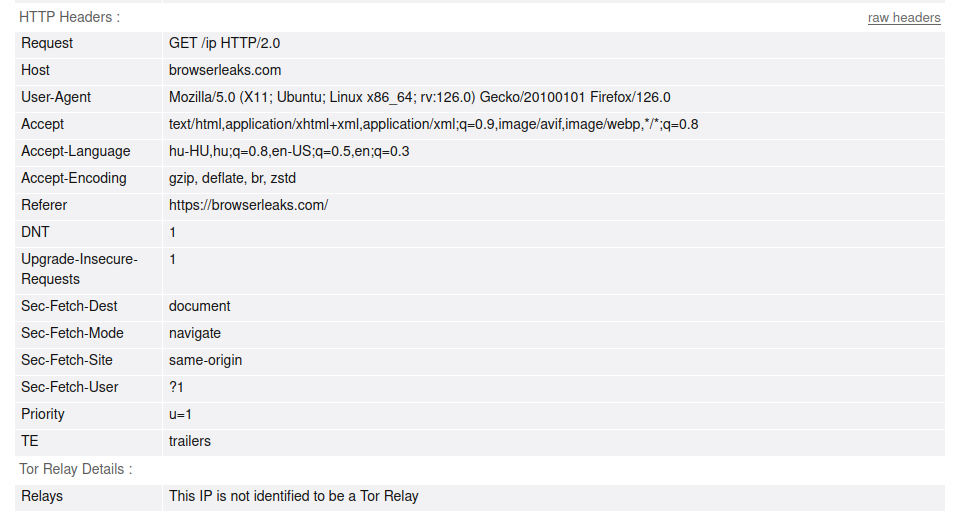 HTTP Headers : raw headers
Request GET /ip HTTP/2.0
Host browserleaks.com
User-Agent Mozilla/5.0 (X11; Ubuntu; Linux x86_64; rv:126.0) Gecko/20100101 Firefox/126.0
Accept text/html,application/xhtml+xml,application/xml;q=0.9,image/avif,image/webp,*/*;q=0.8
Accept-Language hu-HU,hu;q=0.8,en-US;q=0.5,en;q=0.3
Accept-Encoding gzip, deflate, br, zstd
Referer https://browserleaks.com/
DNT 1
Upgrade-Insecure- 1
Requests
Sec-Fetch-Dest document
Sec-Fetch-Mode navigate
Sec-Fetch-Site same-origin
Sec-Fetch-User ?1
Priority u=1
TE trailers
Tor Relay Details :
Relays This IP is not identified to be a Tor Relay